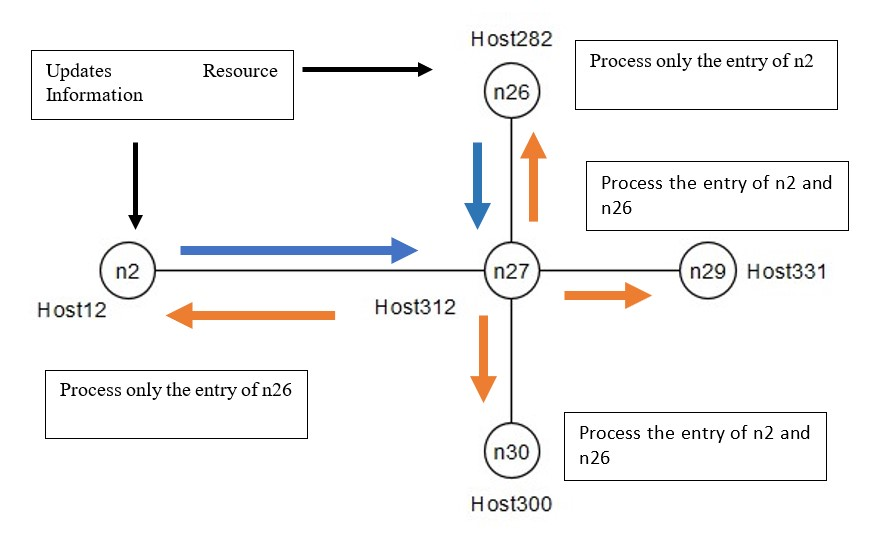 Host282
Updates Resource
Information
Process only the entry of n2
n26
Process the entry of n2 and
n26
n2
n27
n29
Host331
Host12
Host312
Process only the entry of n26
Process the entry of n2 and
n26
n30
Host300